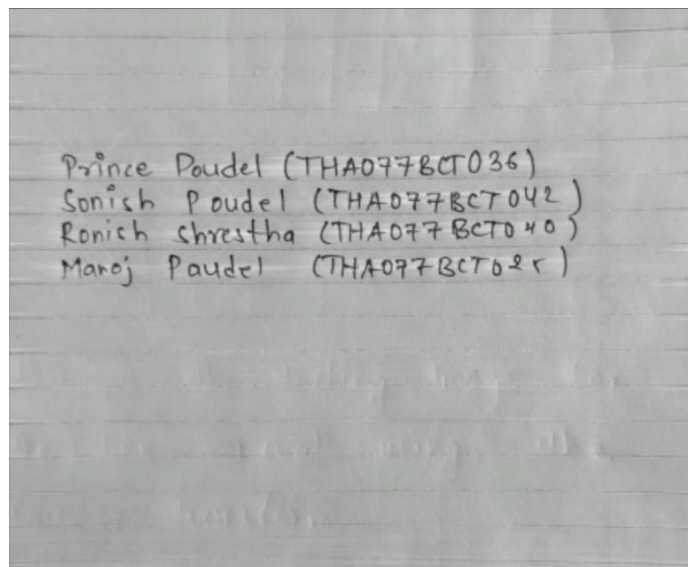 Prince Poudel (THA077BCT036)
Sonish Poudel (THA077BCT042)
Ronish Shrestha (THA077BCT040)
Manoj Paudel (THA077BCT025)